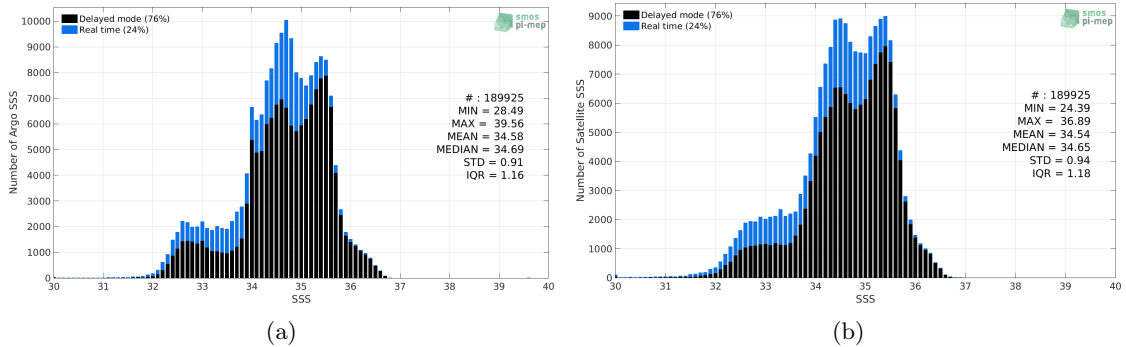 Delayed mode (76%)
Real time (24%)
smos
pi-mep
10000
9000
8000
7000
6000
5000
4000
3000
2000
1000
0
Number of Argo SSS
# : 189925
MIN = 28.49
MAX = 39.56
MEAN = 34.58
MEDIAN = 34.69
STD = 0.91
IQR = 1.16
30 31 32 33 34 35 36 37 38 39 40
SSS
(a)
Delayed mode (76%)
Real time (24%)
smos
pi-mep
9000
8000
7000
6000
5000
4000
3000
2000
1000
0
Number of Satellite SSS
# : 189925
MIN = 24.39
MAX = 36.89
MEAN = 34.54
MEDIAN = 34.65
STD = 0.94
IQR = 1.18
30 31 32 33 34 35 36 37 38 39 40
SSS
(b)